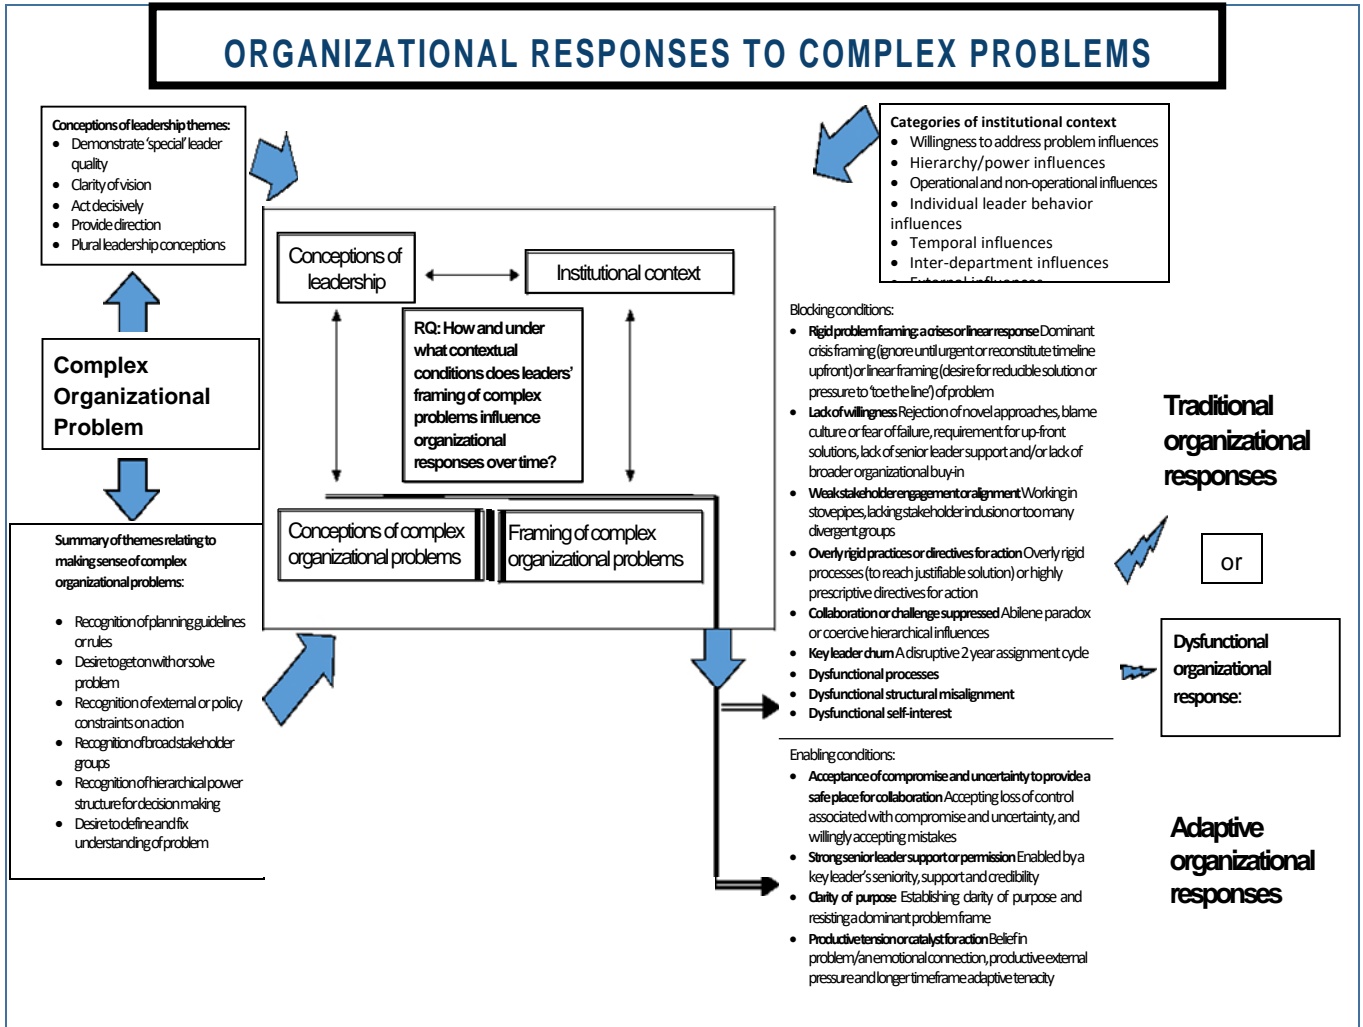 ORGANIZATIONAL RESPONSES TO COMPLEX PROBLEMS
Conceptions of leadership themes:
• Demonstrate ‘special’ leader
quality
• Clarity of vision
• Act decisively
• Provide direction
• Plural leadership conceptions
Categories of institutional context
• Willingness to address problem influences
• Hierarchy/power influences
• Operational and non-operational influences
• Individual leader behavior
influences
• Temporal influences
• Inter-department influences
• External influences
Conceptions of
leadership
Institutional context
RQ: How and under
what contextual
conditions does leaders’
framing of complex
problems influence
organizational
responses over time?
Conceptions of complex
organizational problems
Framing of complex
organizational problems
Complex
Organizational
Problem
Summary of themes relating to
making sense of complex
organizational problems:
• Recognition of planning guidelines
or rules
• Desire to get on with or solve
problem
• Recognition of external or policy
constraints on action
• Recognition of broad stakeholder
groups
• Recognition of hierarchical power
structure for decision making
• Desire to define and fix
understanding of problem
Blocking conditions:
• Rigid problem framing: a crises or linear response Dominant
crisis framing (ignore until urgent or reconstitute timeline
upfront) or linear framing (desire for reducible solution or
pressure to ‘toe the line’) of problem
• Lack of willingness Rejection of novel approaches, blame
culture or fear of failure, requirement for up-front
solutions, lack of senior leader support and/or lack of
broader organizational buy-in
• Weak stakeholder engagement or alignment Working in
stovepipes, lacking stakeholder inclusion or too many
divergent groups
• Overly rigid practices or directives for action Overly rigid
processes (to reach justifiable solution) or highly
prescriptive directives for action
• Collaboration or challenge suppressed Abilene paradox
or coercive hierarchical influences
• Key leader churn A disruptive 2 year assignment cycle
• Dysfunctional processes
• Dysfunctional structural misalignment
• Dysfunctional self-interest
Enabling conditions:
• Acceptance of compromise and uncertainty to provide a
safe place for collaboration Accepting loss of control
associated with compromise and uncertainty, and
willingly accepting mistakes
• Strong senior leader support or permission Enabled by a
key leader’s seniority, support and credibility
• Clarity of purpose Establishing clarity of purpose and
resisting a dominant problem frame
• Productive tension or catalyst for action Belief in
problem/an emotional connection, productive external
pressure and longer timeframe adaptive tenacity
Traditional
organizational
responses
or
Dysfunctional
organizational
response:
Adaptive
organizational
responses